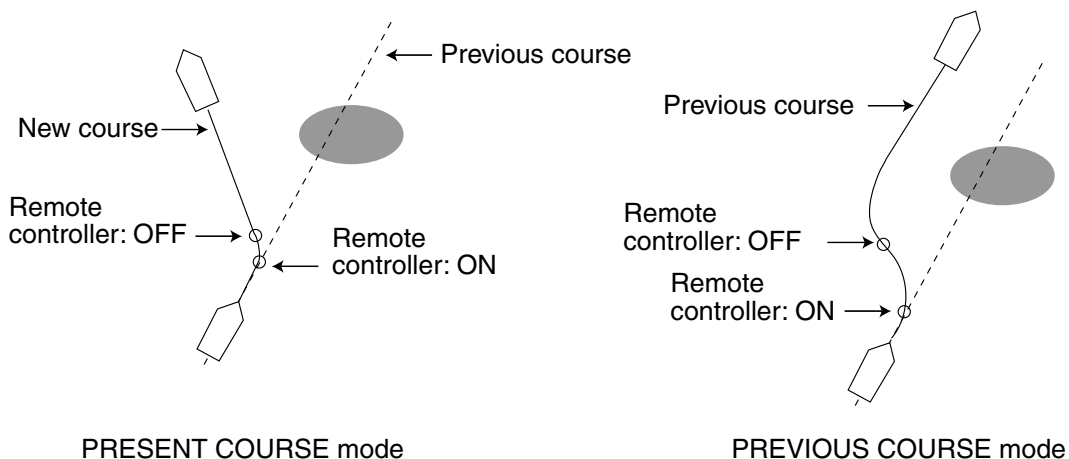 Previous course
New course
Remote
controller: OFF
Remote
controller: ON
PRESENT COURSE mode
Previous course
Remote
controller: OFF
Remote
controller: ON
PREVIOUS COURSE mode